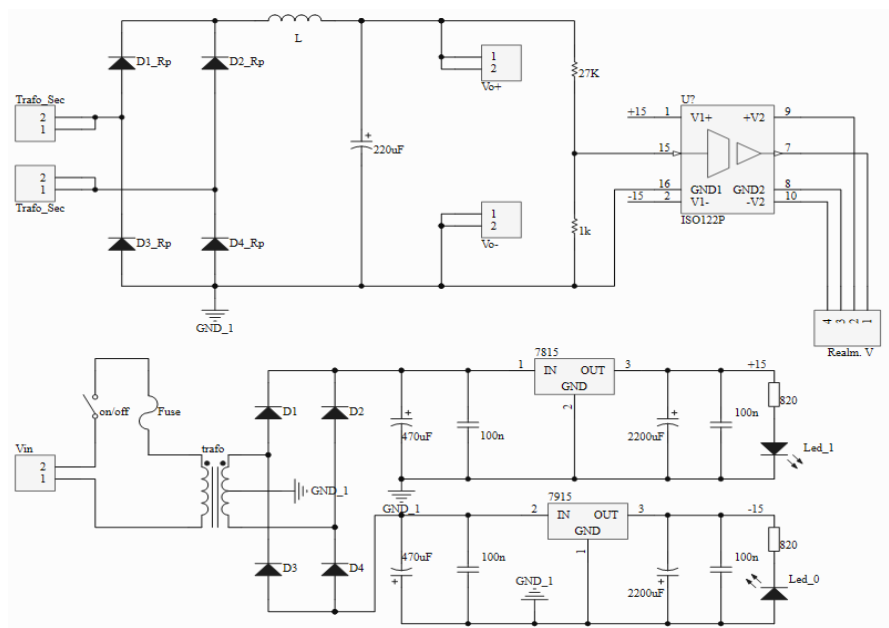 D1_Rp
D2_Rp
L
Trafo_Sec
2
1
2
1
Trafo_Sec
D3_Rp
D4_Rp
GND_1
220uF
1
2
Vo+
1
2
Vo-
27K
1k
U?
+15 1 V1+ +V2 9
15 7
16 GND1 GND2 8
-15 2 V1- -V2 10
ISO122P
4 3 2 1
Realm. V
on/off
Fuse
Vin
2
1
trafo
GND_1
D1
D2
D3
D4
470uF
100n
GND_1
7815
1 IN OUT 3
GND
2
2200uF
100n
+15
820
Led_1
470uF
100n
GND_1
7915
2 IN OUT 3
GND
1
2200uF
100n
-15
820
Led_0